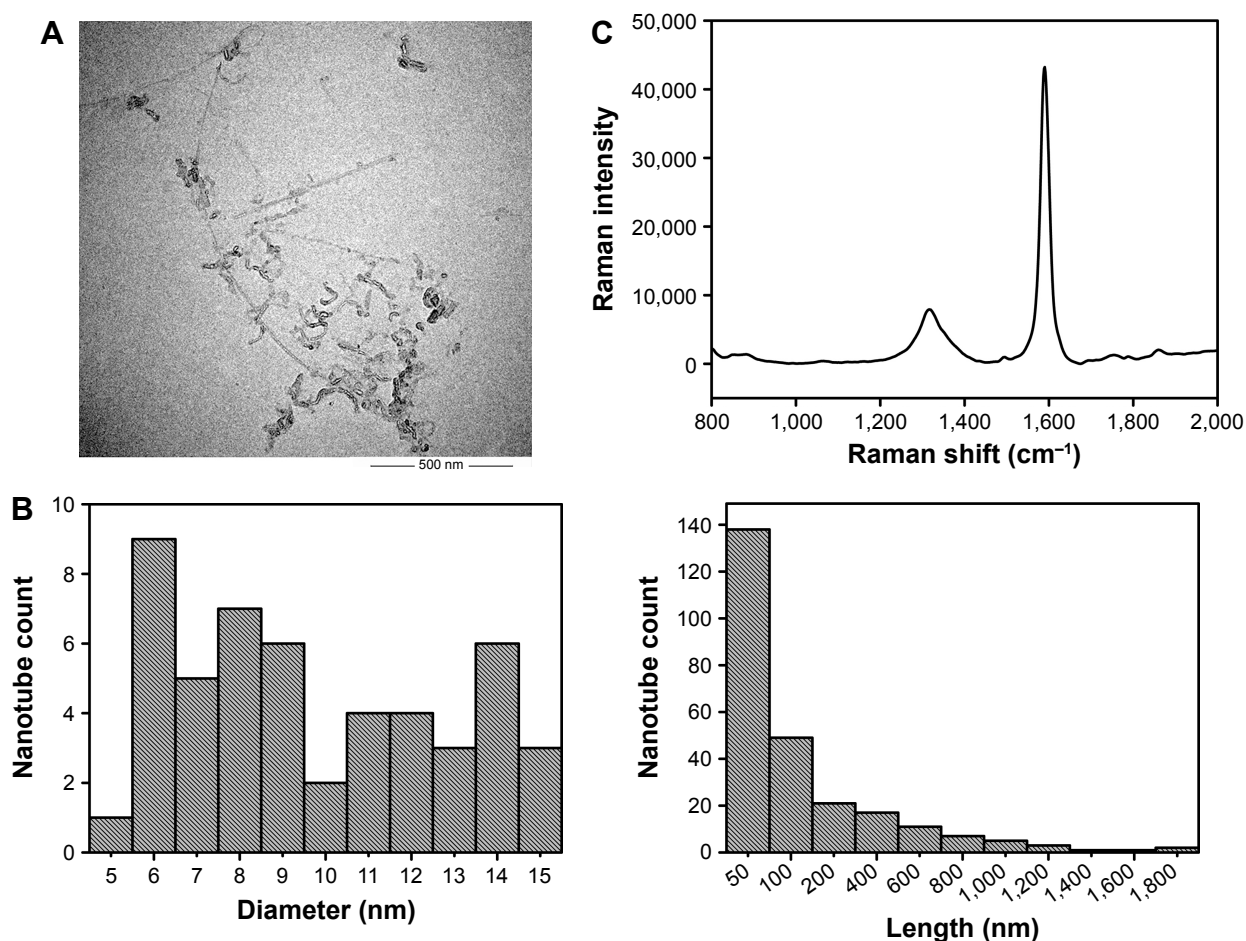 A
500 nm
C
50,000
40,000
30,000
20,000
10,000
0
Raman intensity
800 1,000 1,200 1,400 1,600 1,800 2,000
Raman shift (cm⁻¹)
B
10
8
6
4
2
0
Nanotube count
5 6 7 8 9 10 11 12 13 14 15
Diameter (nm)
140
120
100
80
60
40
20
0
Nanotube count
50 100 200 400 600 800 1,000 1,200 1,400 1,600 1,800
Length (nm)